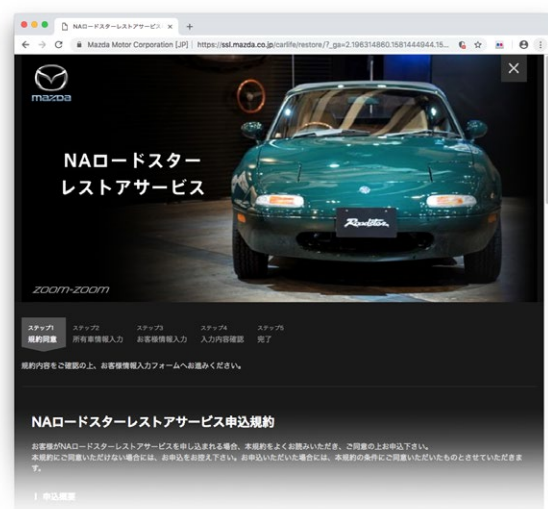 NAロードスターレストアサービス
Mazda Motor Corporation [JP]
https://ssl.mazda.co.jp/carlife/restore/?_ga=2.196314860.1581444944.15...
mazda
NAロードスター
レストアサービス
Roadster
zoom-zoom
ステップ1 ステップ2 ステップ3 ステップ4 ステップ5
規約同意 所有車情報入力 お客様情報入力 入力内容確認 完了
規約内容をご確認の上、お客様情報入力フォームへお進みください。
NAロードスターレストアサービス申込規約
お客様がNAロードスターレストアサービスを申し込まれる場合、本規約をよくお読みいただき、ご同意の上お申込下さい。
本規約にご同意いただけない場合には、お申込をお控え下さい。お申込いただいた場合には、本規約の条件にご同意いただいたものとさせていただきま
す。
1 申込概要